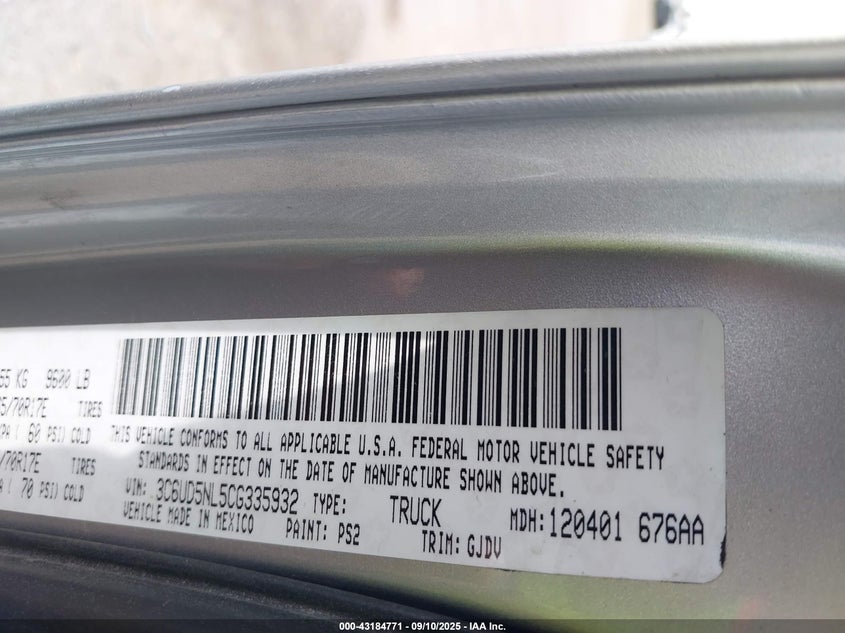 55 KG 9600 LB
5/70R17E TIRES
KPA ( 60 PSI) COLD
/70R17E TIRES
A ( 70 PSI) COLD
THIS VEHICLE CONFORMS TO ALL APPLICABLE U.S.A. FEDERAL MOTOR VEHICLE SAFETY
STANDARDS IN EFFECT ON THE DATE OF MANUFACTURE SHOWN ABOVE.
VIN: 3C6UD5NL5CG335932 TYPE: TRUCK MDH: 120401 676AA
VEHICLE MADE IN MEXICO PAINT: PS2 TRIM: GJDV
000-43184771 - 09/10/2025 - IAA Inc.